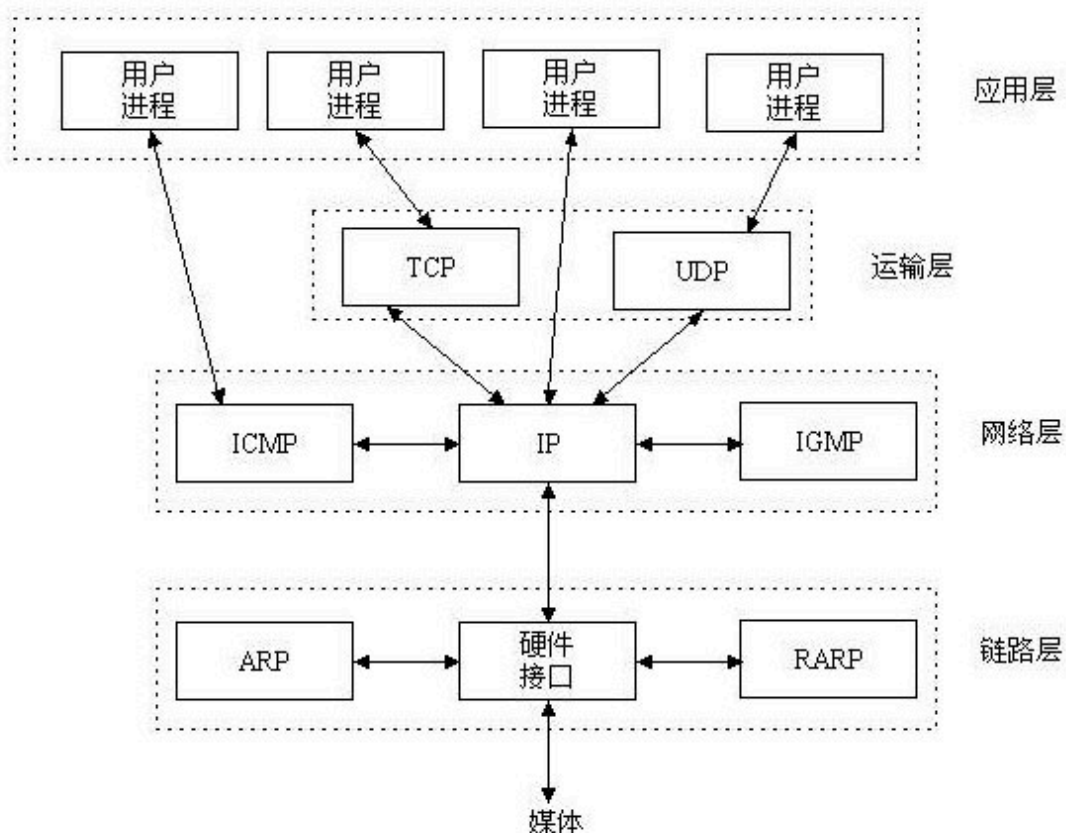 用户
进程
用户
进程
用户
进程
用户
进程
应用层
TCP
UDP
运输层
ICMP
IP
IGMP
网络层
ARP
硬件
接口
RARP
链路层
媒体